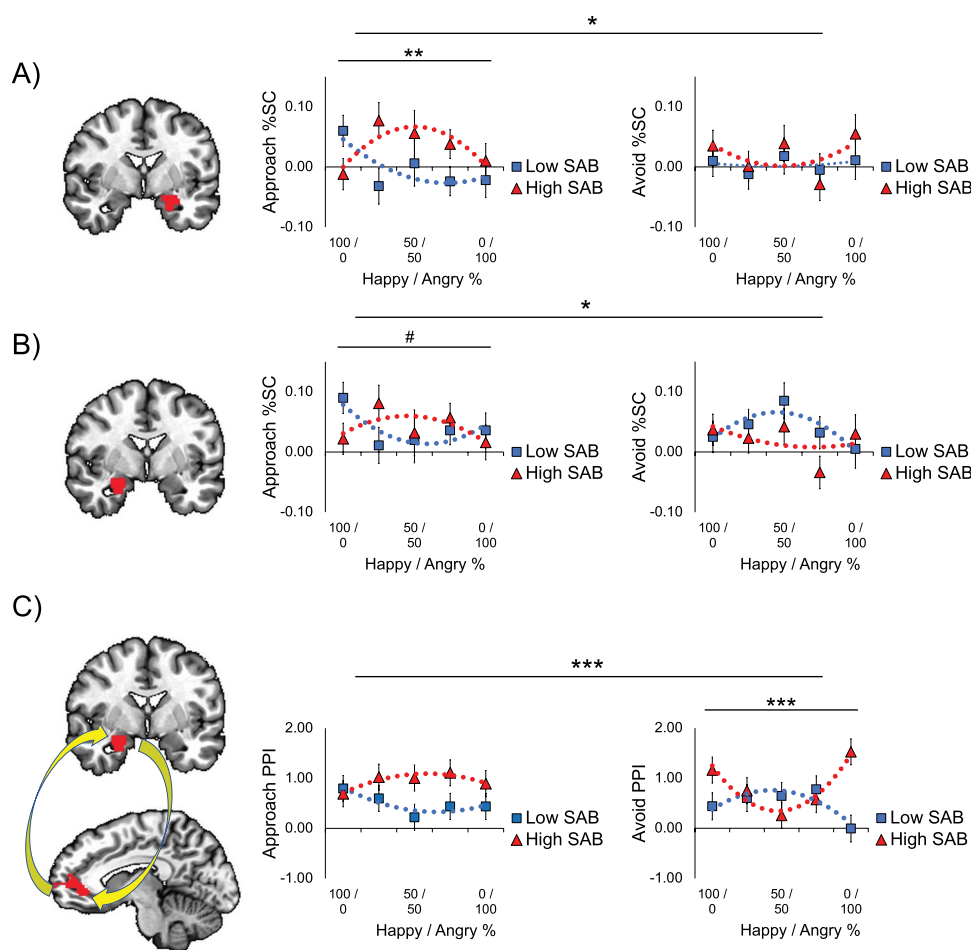 *
A)
**
Approach %SC
0.10
0.00
-0.10
Low SAB
High SAB
100 / 0
50 / 50
0 / 100
Happy / Angry %
Avoid %SC
0.10
0.00
-0.10
Low SAB
High SAB
100 / 0
50 / 50
0 / 100
Happy / Angry %
*
B)
#
Approach %SC
0.10
0.00
-0.10
Low SAB
High SAB
100 / 0
50 / 50
0 / 100
Happy / Angry %
Avoid %SC
0.10
0.00
-0.10
Low SAB
High SAB
100 / 0
50 / 50
0 / 100
Happy / Angry %
C)
***
Approach PPI
2.00
1.00
0.00
-1.00
Low SAB
High SAB
100 / 0
50 / 50
0 / 100
Happy / Angry %
***
Avoid PPI
2.00
1.00
0.00
-1.00
Low SAB
High SAB
100 / 0
50 / 50
0 / 100
Happy / Angry %